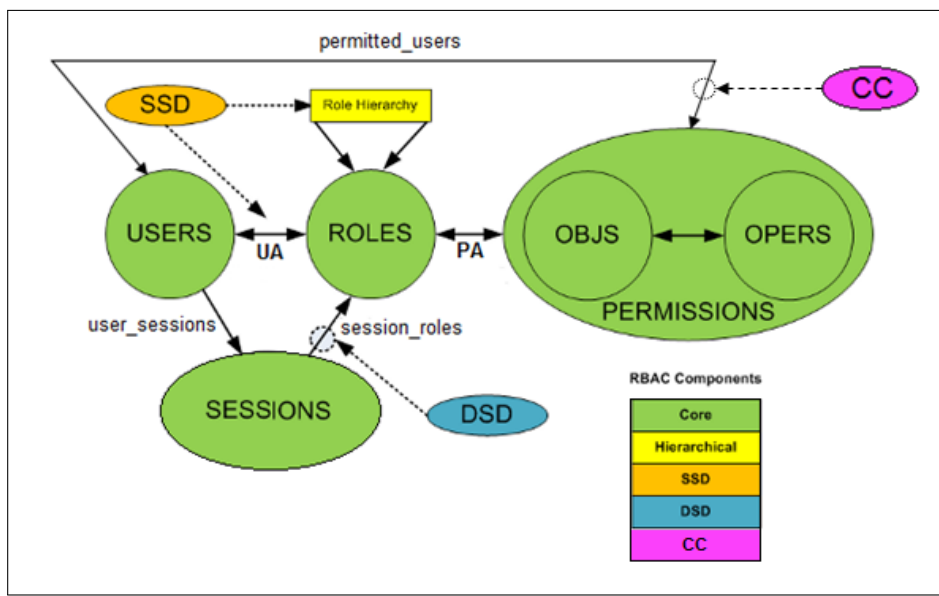 permitted_users
SSD
Role Hierarchy
CC
USERS
UA
ROLES
PA
OBJS
OPERS
PERMISSIONS
user_sessions
session_roles
SESSIONS
DSD
RBAC Components
Core
Hierarchical
SSD
DSD
CC